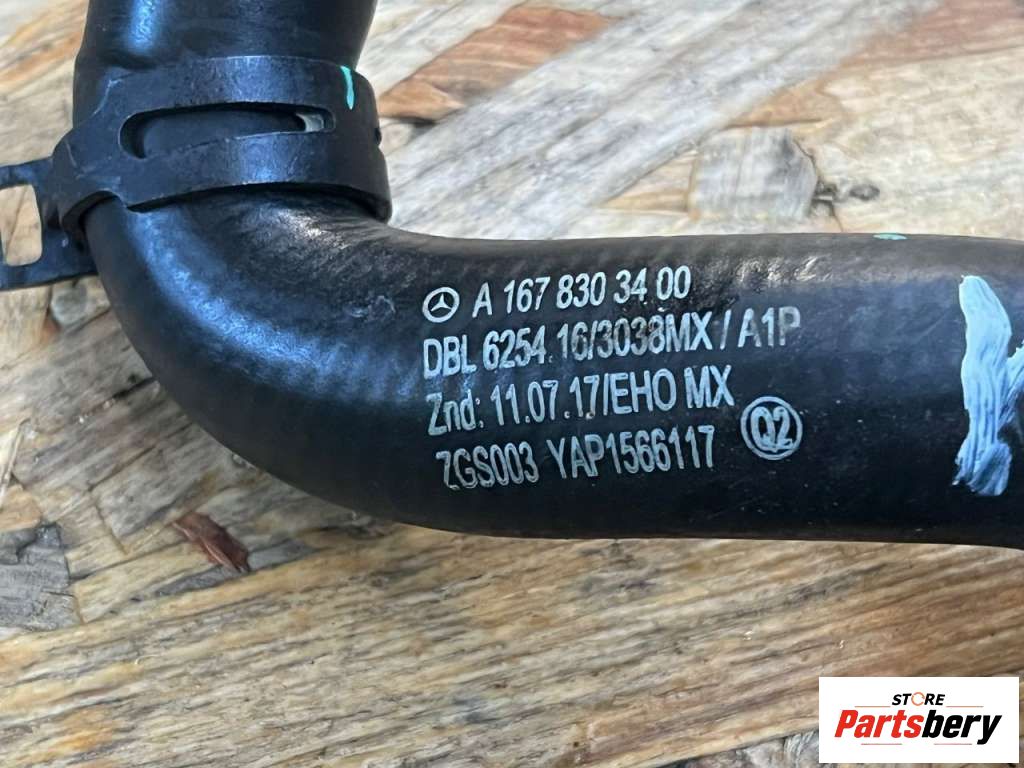 A 167 830 34 00
DBL 6254.16/3038MX / A1P
Znd: 11.07.17/EHO MX
ZGS003 YAP1566117 Q2
STORE
Partsbery